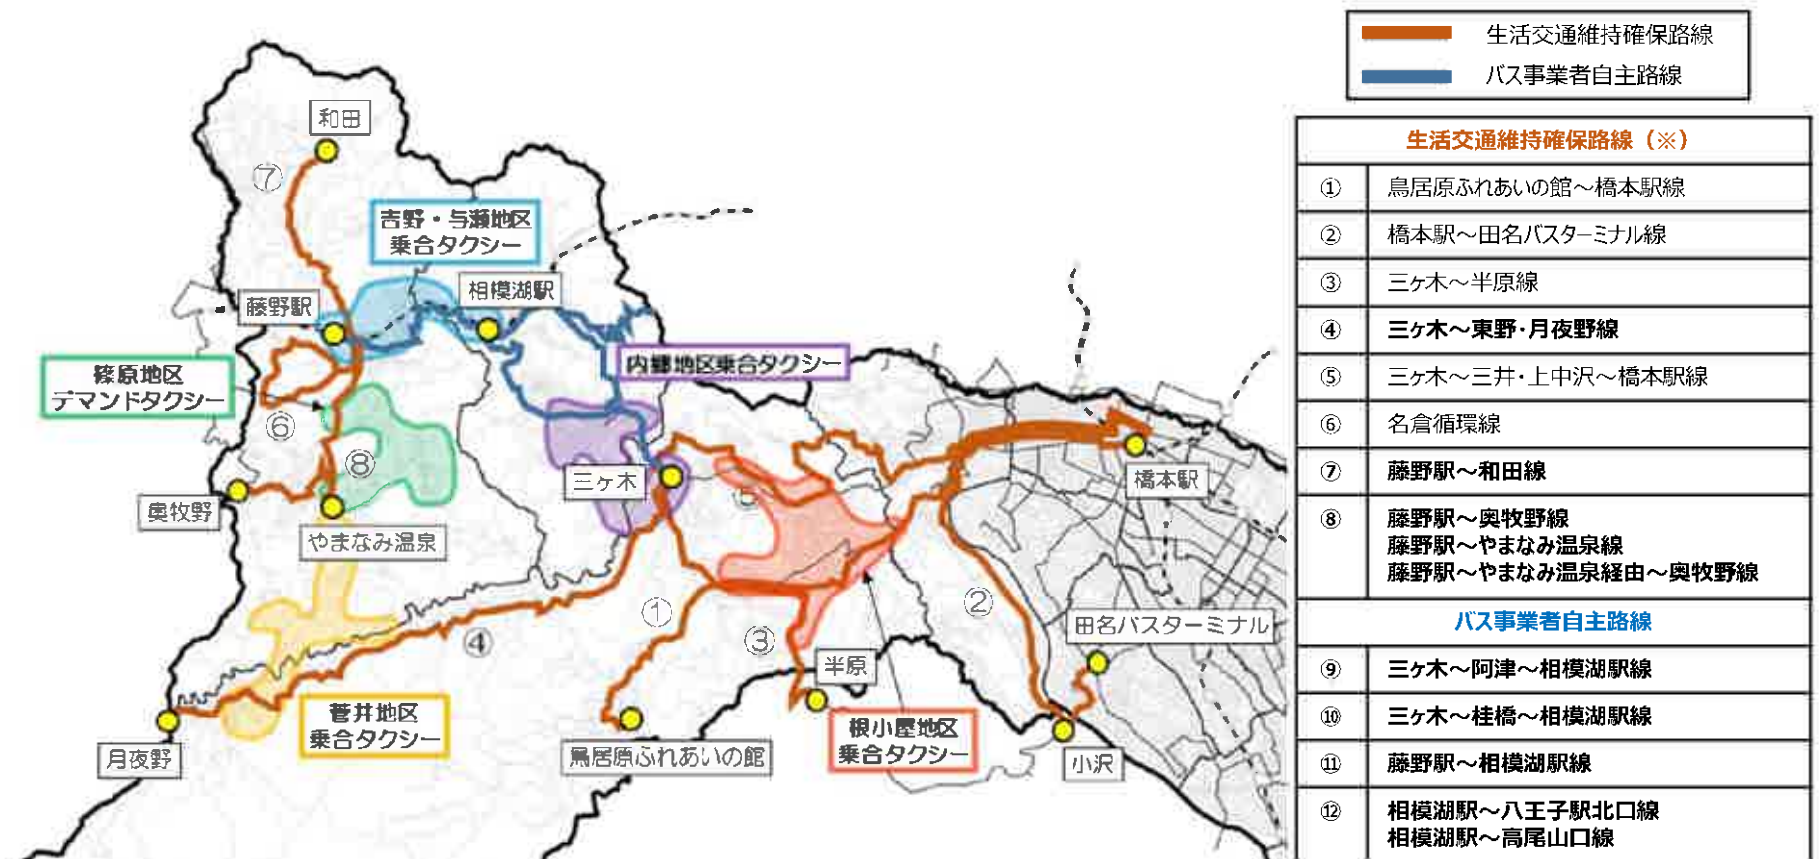 生活交通維持確保路線
バス事業者自主路線
和田
⑦
吉野・与瀬地区
乗合タクシー
相模湖駅
藤野駅
内郷地区乗合タクシー
篠原地区
デマンドタクシー
⑥
⑧
三ヶ木
⑤
橋本駅
奥牧野
やまなみ温泉
①
②
④
③
田名バスターミナル
半原
菅井地区
乗合タクシー
根小屋地区
乗合タクシー
月夜野
鳥居原ふれあいの館
小沢
生活交通維持確保路線（※）
① 鳥居原ふれあいの館～橋本駅線
② 橋本駅～田名バスターミナル線
③ 三ヶ木～半原線
④ 三ヶ木～東野・月夜野線
⑤ 三ヶ木～三井・上中沢～橋本駅線
⑥ 名倉循環線
⑦ 藤野駅～和田線
⑧ 藤野駅～奥牧野線
藤野駅～やまなみ温泉線
藤野駅～やまなみ温泉経由～奥牧野線
バス事業者自主路線
⑨ 三ヶ木～阿津～相模湖駅線
⑩ 三ヶ木～桂橋～相模湖駅線
⑪ 藤野駅～相模湖駅線
⑫ 相模湖駅～八王子駅北口線
相模湖駅～高尾山口線